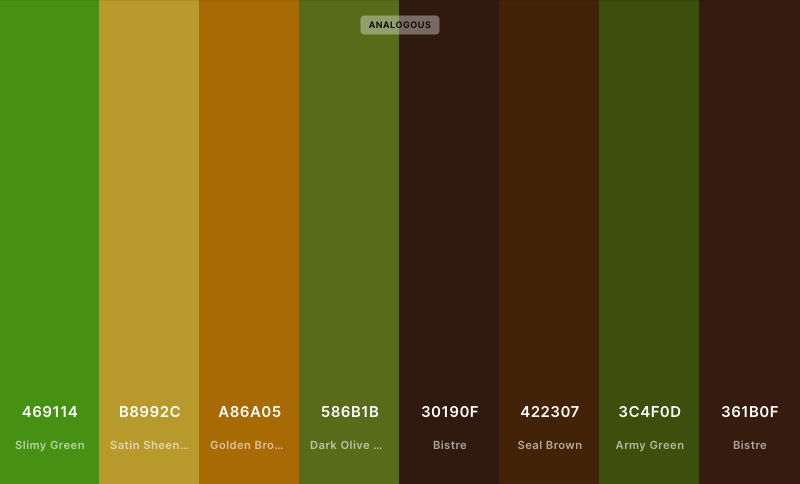 ANALOGOUS
469114 B8992C A86A05 586B1B 30190F 422307 3C4F0D 361B0F
Slimy Green Satin Sheen... Golden Bro... Dark Olive ... Bistre Seal Brown Army Green Bistre